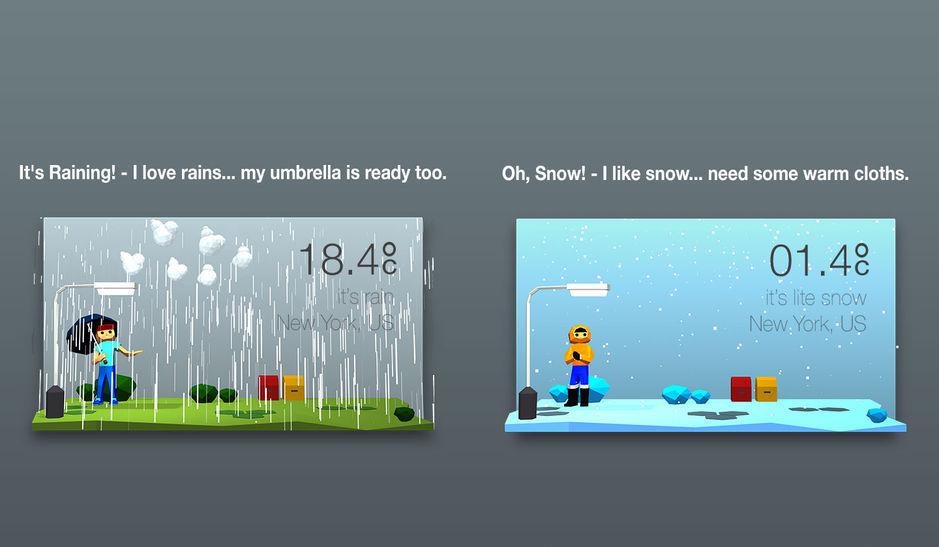 It's Raining! - I love rains... my umbrella is ready too.
18.4°C
it's rain
New York, US
Oh, Snow! - I like snow... need some warm cloths.
01.4°C
it's lite snow
New York, US